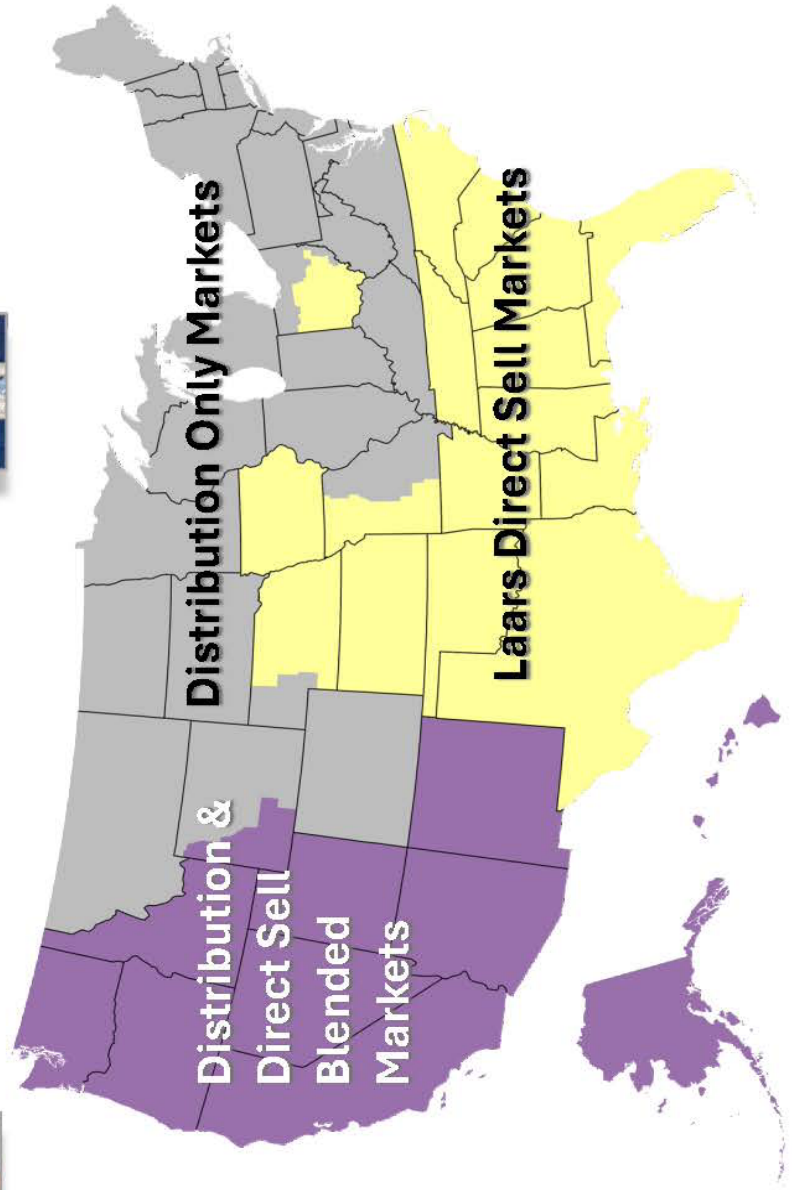 Distribution &
Direct Sell
Blended
Markets
Distribution Only Markets
Laars Direct Sell Markets